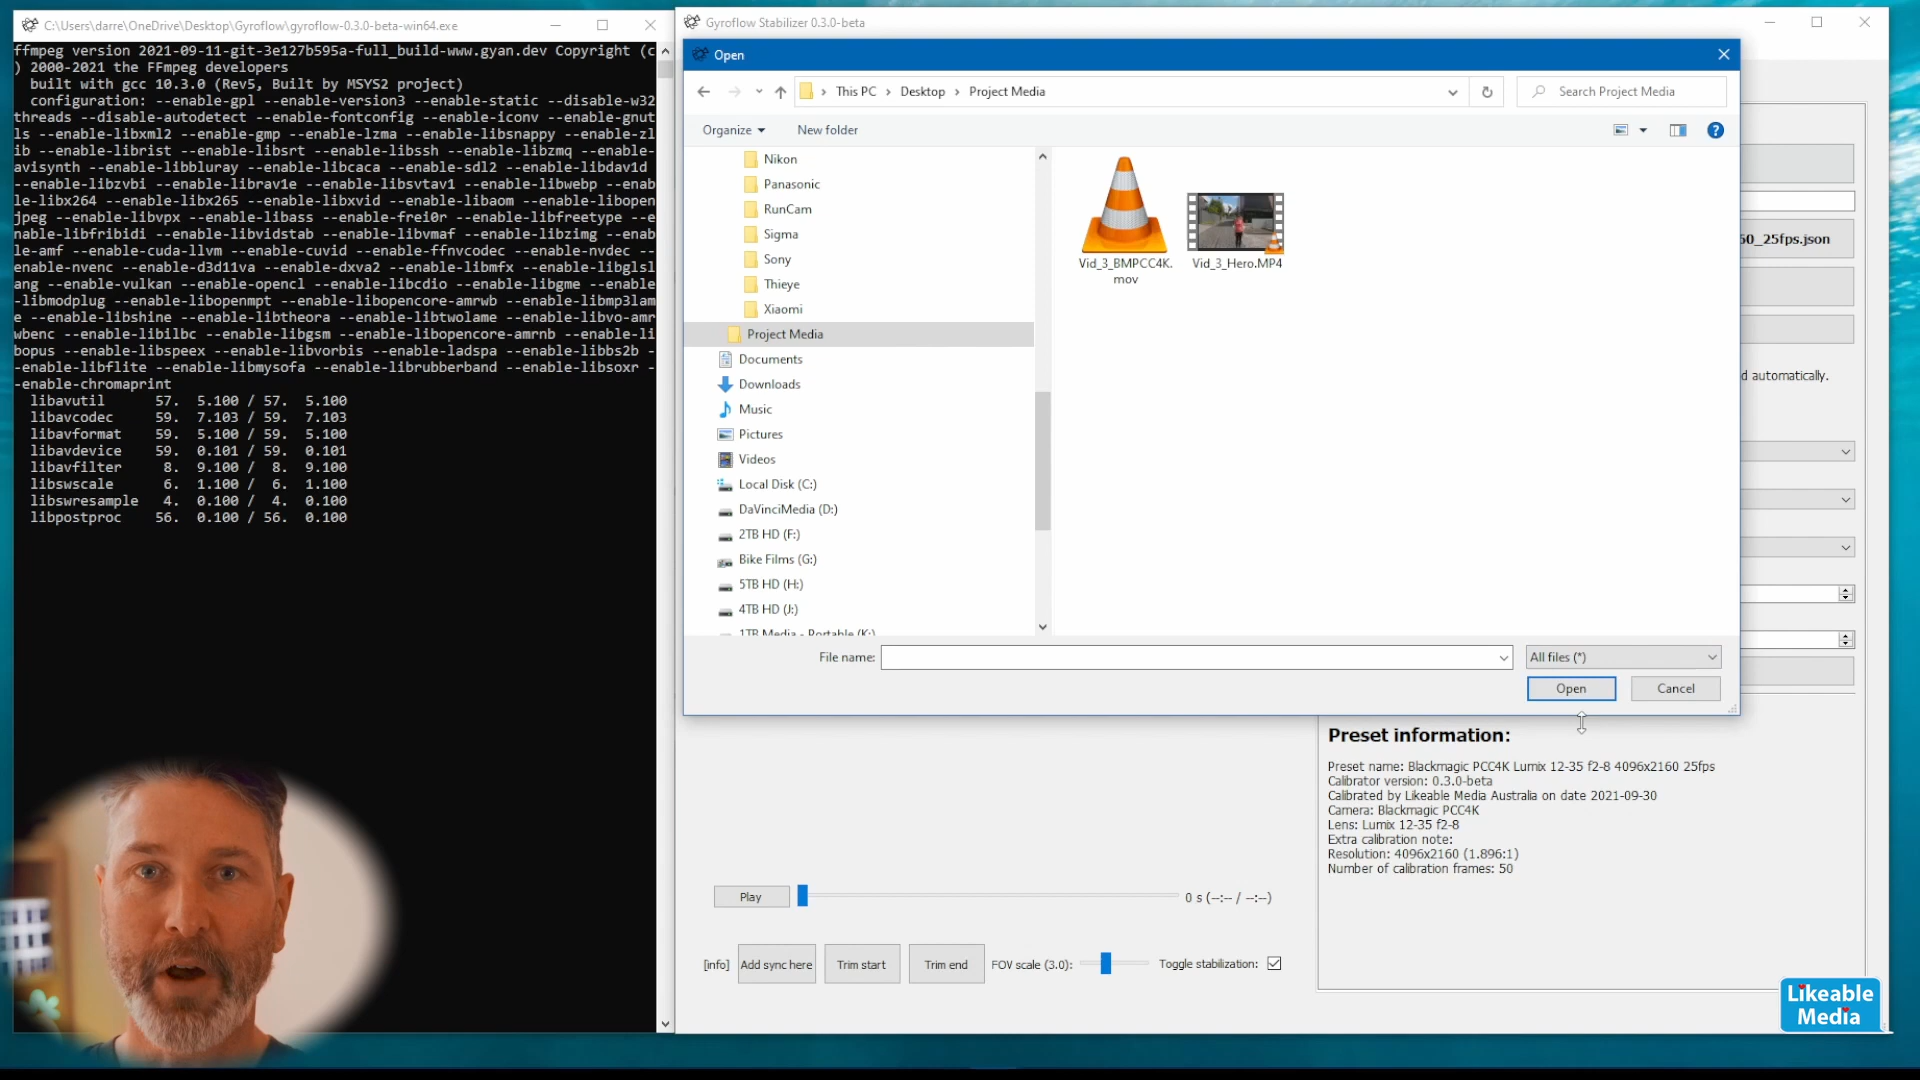 C:\Users\darre\OneDrive\Desktop\Gyroflow\gyroflow-0.3.0-beta-win64.exe
ffmpeg version 2021-09-11-git-3e127b595a-full_build-www.gyan.dev Copyright (c
) 2000-2021 the FFmpeg developers
built with gcc 10.3.0 (Rev5, Built by MSYS2 project)
configuration: --enable-gpl --enable-version3 --enable-static --disable-w32
threads --disable-autodetect --enable-fontconfig --enable-iconv --enable-gnut
ls --enable-libxml2 --enable-gmp --enable-lzma --enable-libsnappy --enable-zl
ib --enable-librist --enable-libsrt --enable-libssh --enable-libzmq --enable-
avisynth --enable-libbluray --enable-libcaca --enable-sdl2 --enable-libdav1d
--enable-libzvbi --enable-librav1e --enable-libsvtav1 --enable-libwebp --enab
le-libx264 --enable-libx265 --enable-libxvid --enable-libaom --enable-libopen
jpeg --enable-libvpx --enable-libass --enable-frei0r --enable-libfreetype --e
nable-libfribidi --enable-libvidstab --enable-libvmaf --enable-libzimg --enab
le-amf --enable-cuda-llvm --enable-cuvid --enable-ffnvcodec --enable-nvdec --
enable-nvenc --enable-d3d11va --enable-dxva2 --enable-libmfx --enable-libglsl
ang --enable-vulkan --enable-opencl --enable-libcdio --enable-libgme --enable
-libmodplug --enable-libopenmpt --enable-libopencore-amrwb --enable-libmp3lam
e --enable-libshine --enable-libtheora --enable-libtwolame --enable-libvo-amr
wbenc --enable-libilbc --enable-libgsm --enable-libopencore-amrnb --enable-li
bopus --enable-libspeex --enable-libvorbis --enable-ladspa --enable-libbs2b -
-enable-libflite --enable-libmysofa --enable-librubberband --enable-libsoxr -
-enable-chromaprint
libavutil 57. 5.100 / 57. 5.100
libavcodec 59. 7.103 / 59. 7.103
libavformat 59. 5.100 / 59. 5.100
libavdevice 59. 0.101 / 59. 0.101
libavfilter 8. 9.100 / 8. 9.100
libswscale 6. 1.100 / 6. 1.100
libswresample 4. 0.100 / 4. 0.100
libpostproc 56. 0.100 / 56. 0.100
Gyroflow Stabilizer 0.3.0-beta
Open
This PC > Desktop > Project Media
Search Project Media
Organize
New folder
Nikon
Panasonic
RunCam
Sigma
Sony
Thieye
Xiaomi
Project Media
Documents
Downloads
Music
Pictures
Videos
Local Disk (C:)
DaVinciMedia (D:)
2TB HD (F:)
Bike Films (G:)
5TB HD (H:)
4TB HD (J:)
1TB Media - Portable (K:)
Vid_3_BMPCC4K.
mov
Vid_3_Hero.MP4
File name:
All files (*)
Open
Cancel
60_25fps.json
d automatically.
Preset information:
Preset name: Blackmagic PCC4K Lumix 12-35 f2-8 4096x2160 25fps
Calibrator version: 0.3.0-beta
Calibrated by Likeable Media Australia on date 2021-09-30
Camera: Blackmagic PCC4K
Lens: Lumix 12-35 f2-8
Extra calibration note:
Resolution: 4096x2160 (1.896:1)
Number of calibration frames: 50
Play
0 s (--:-- / --:--)
[info]
Add sync here
Trim start
Trim end
FOV scale (3.0):
Toggle stabilization:
Likeable
Media